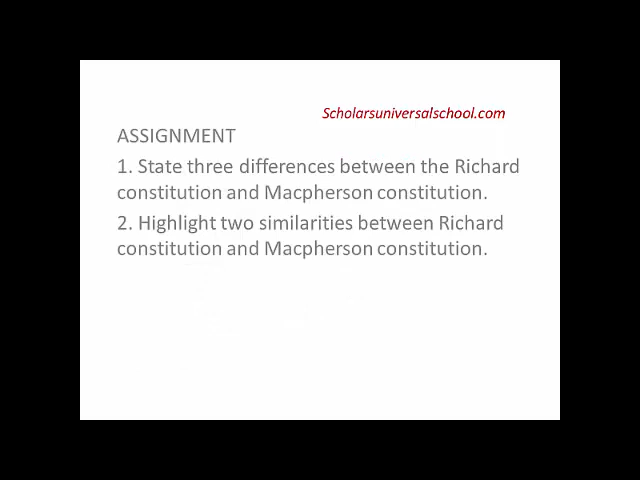 Scholarsuniversalschool.com
ASSIGNMENT
1. State three differences between the Richard
constitution and Macpherson constitution.
2. Highlight two similarities between Richard
constitution and Macpherson constitution.